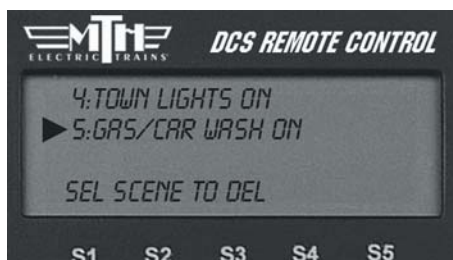 MTH DCS REMOTE CONTROL
ELECTRIC TRAINS
4:TOWN LIGHTS ON
5:GAS/CAR WASH ON
SEL SCENE TO DEL
S1 S2 S3 S4 S5